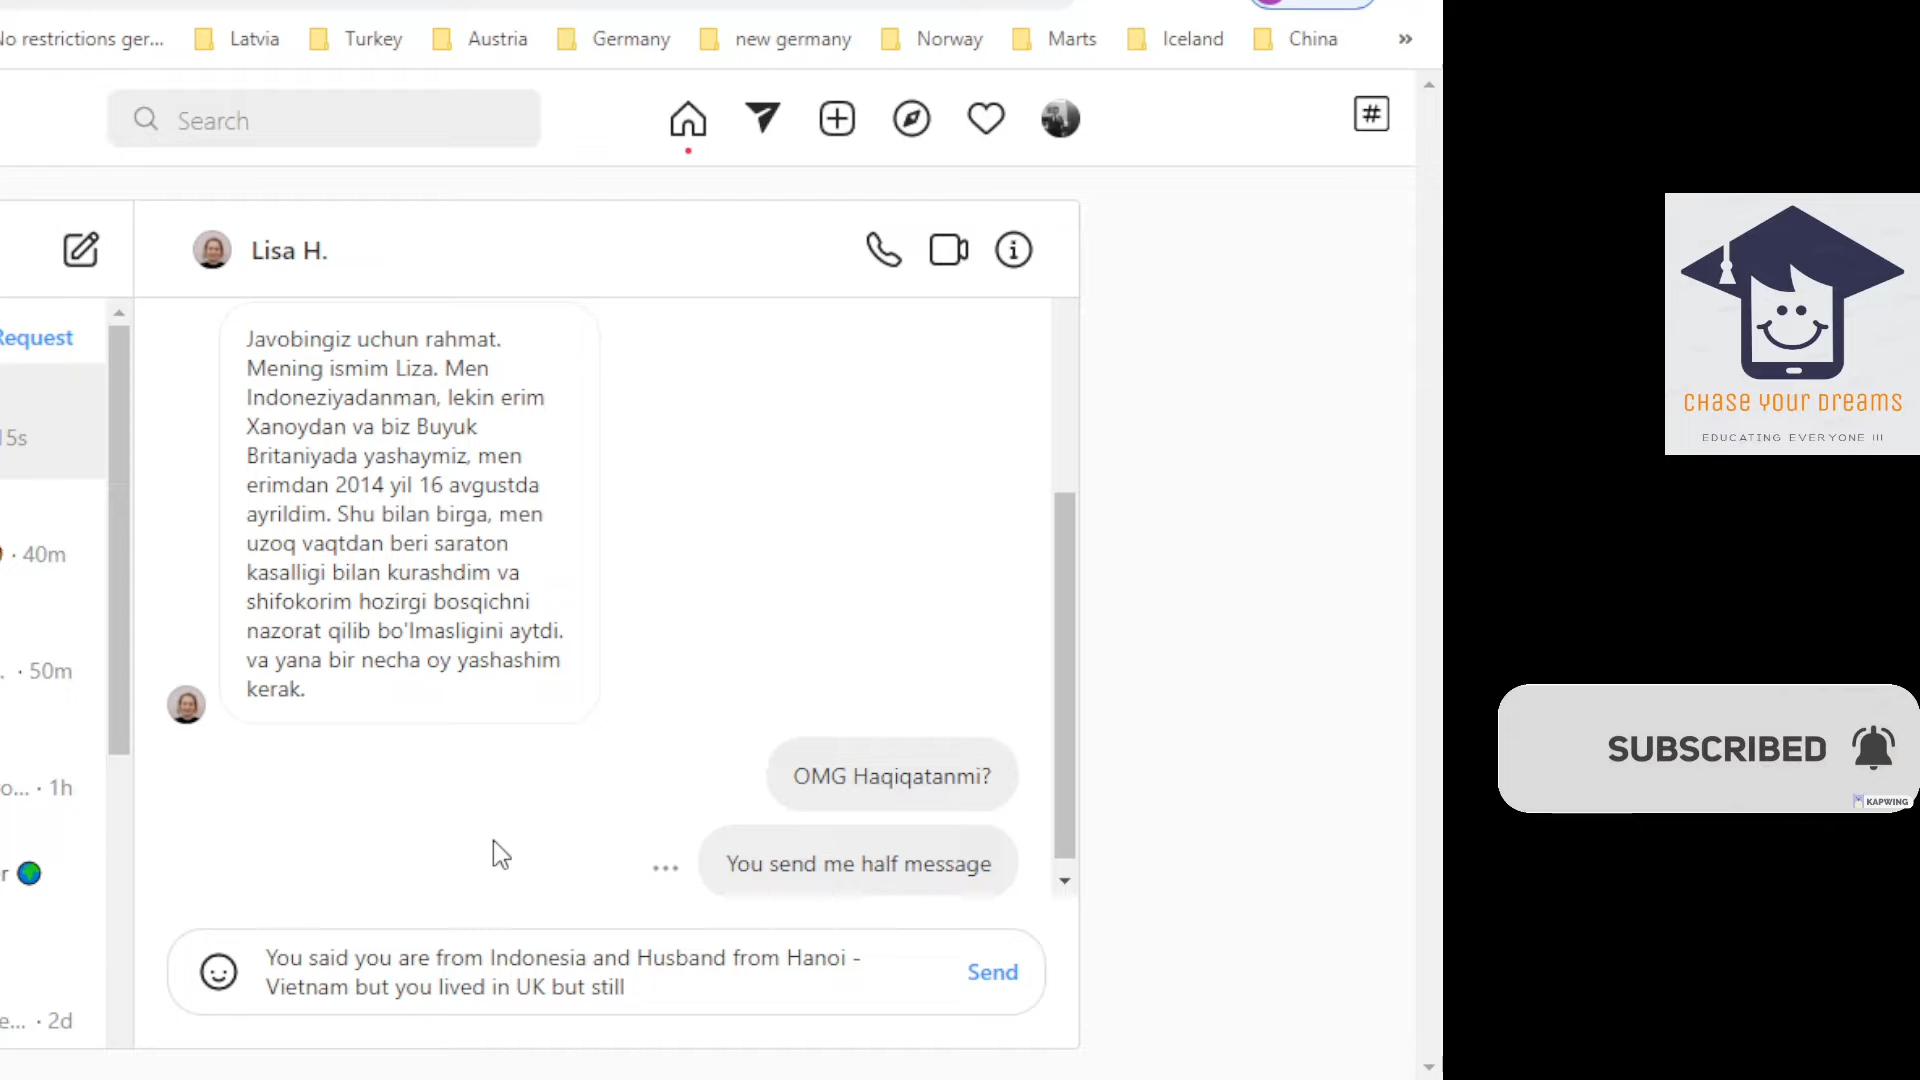 No restrictions ger...
Latvia
Turkey
Austria
Germany
new germany
Norway
Marts
Iceland
China
»
Search
#
Lisa H.
Request
15s
· 40m
. · 50m
o... · 1h
r
e... · 2d
Javobingiz uchun rahmat.
Mening ismim Liza. Men
Indoneziyadanman, lekin erim
Xanoydan va biz Buyuk
Britaniyada yashaymiz, men
erimdan 2014 yil 16 avgustda
ayrildim. Shu bilan birga, men
uzoq vaqtdan beri saraton
kasalligi bilan kurashdim va
shifokorim hozirgi bosqichni
nazorat qilib bo'lmasligini aytdi.
va yana bir necha oy yashashim
kerak.
OMG Haqiqatanmi?
You send me half message
You said you are from Indonesia and Husband from Hanoi -
Vietnam but you lived in UK but still
Send
CHASE YOUR DREAMS
EDUCATING EVERYONE !!!
SUBSCRIBED
KAPWING